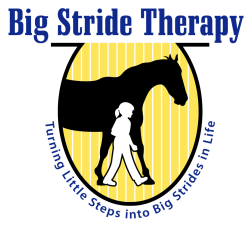 Big Stride Therapy
Turning Little Steps into Big Strides in Life